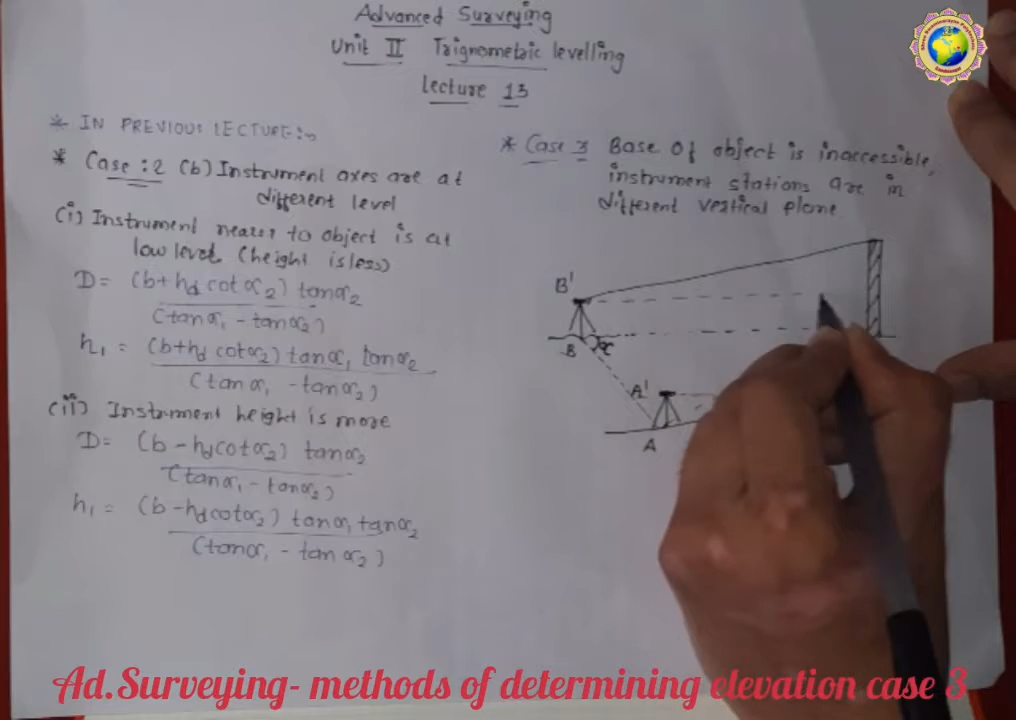 Advanced Surveying
Unit II Trignometric levelling
lecture 13
* IN PREVIOUS LECTURE:-
* Case:2 (b) Instrument axes are at
different level
(i) Instrument nearer to object is at
low level. (height is less)
D = (b+hd cot α2) tan α2
(tan α1 - tan α2)
h1 = (b+hd cot α2) tan α1 tan α2
(tan α1 - tan α2)
(ii) Instrument height is more
D = (b - hd cot α2) tan α2
(tan α1 - tan α2)
h1 = (b - hd cot α2) tan α1 tan α2
(tan α1 - tan α2)
* Case 3 Base of object is inaccessible,
instrument stations are in
different vertical plane.
B'
B
A'
A
Ad.Surveying- methods of determining elevation case 3